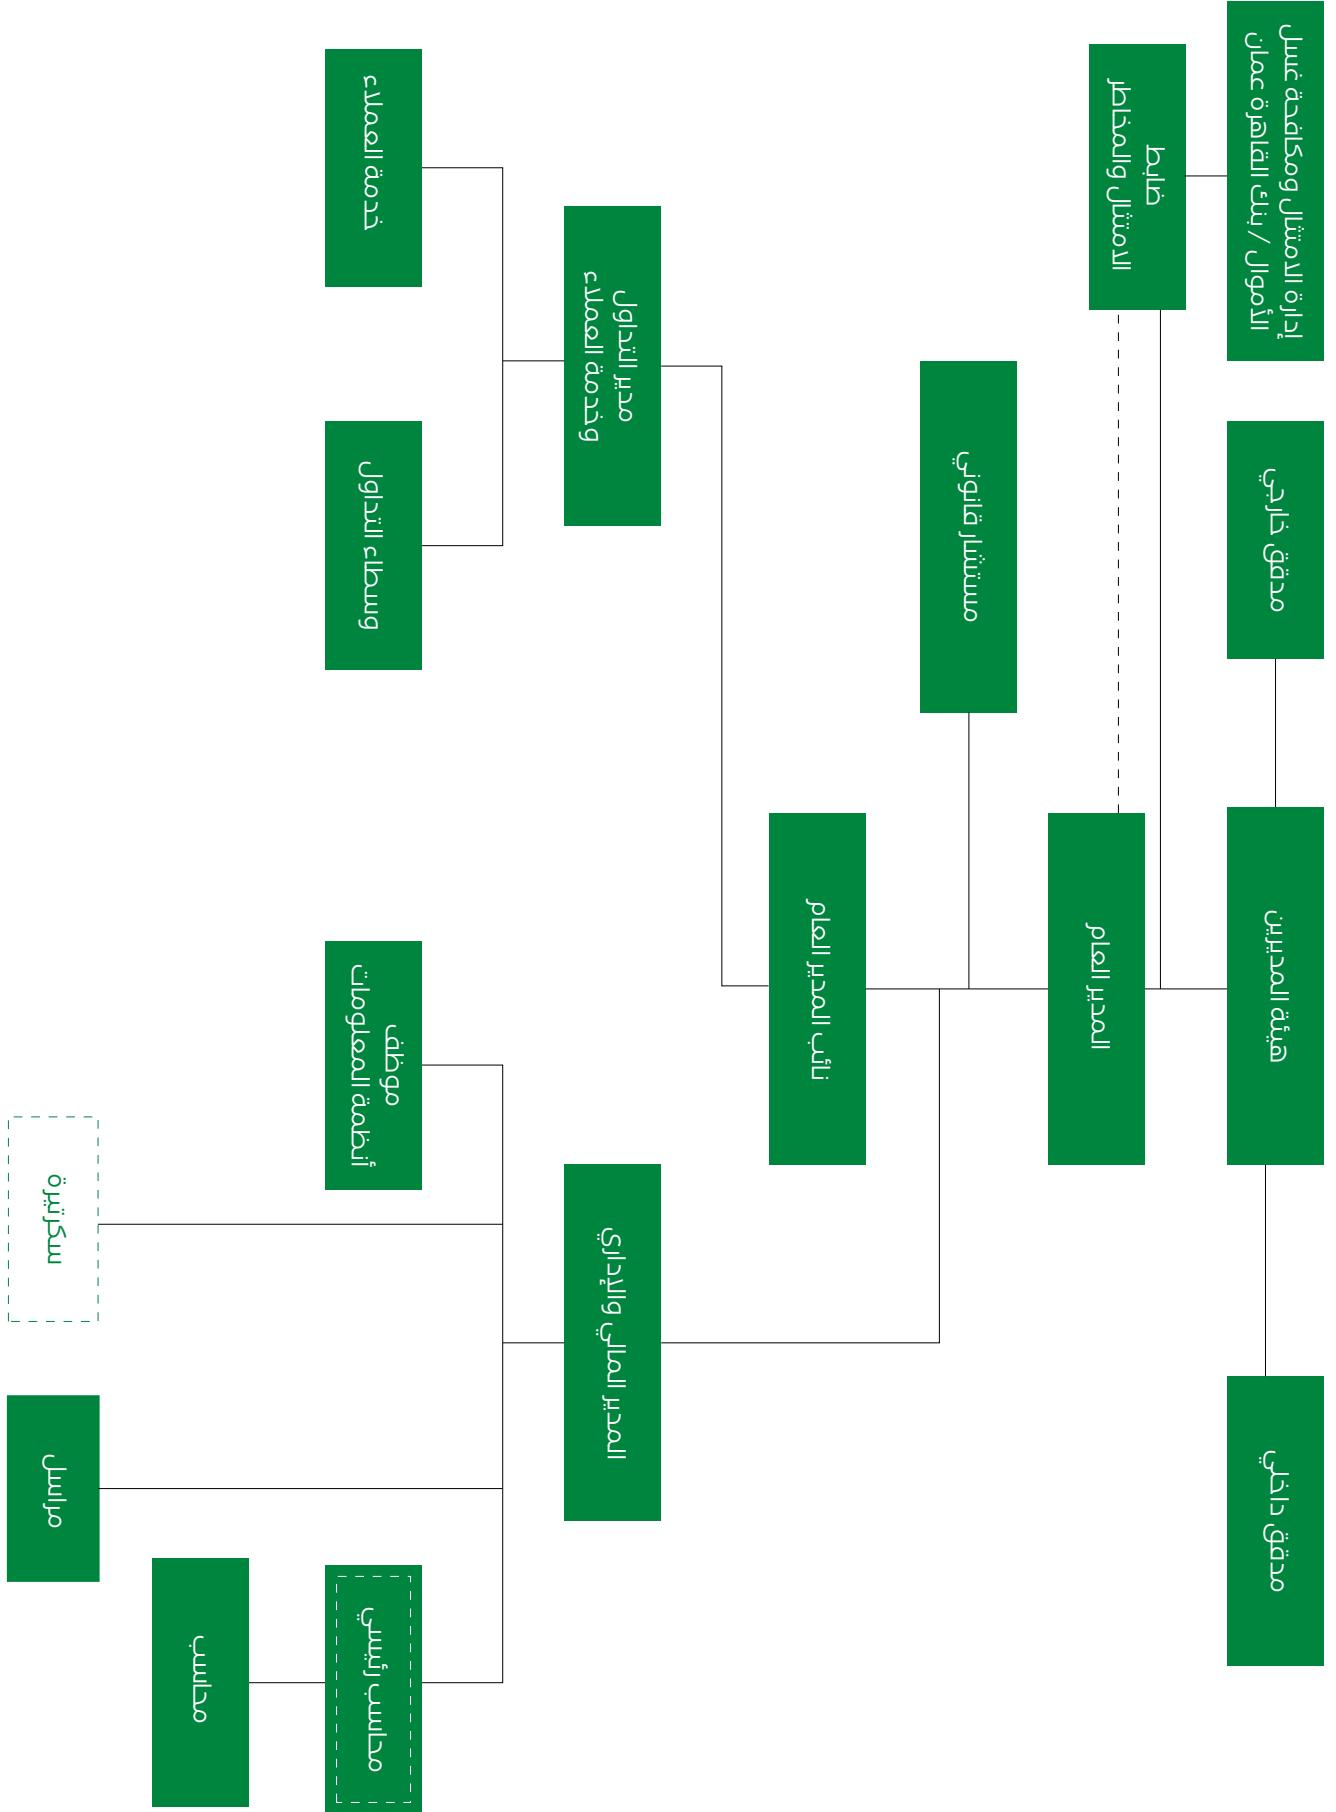 إدارة الامتثال ومكافحة غسل
الأموال / بنك القاهرة عمان
مدقق خارجي
هيئة المديرين
مدقق داخلي
ضابط
الامتثال والمخاطر
المدير العام
مستشار قانوني
نائب المدير العام
مدير التداول
وخدمة العملاء
المدير المالي والإداري
خدمة العملاء
وسطاء التداول
موظف
أنظمة المعلومات
محاسب رئيسي
محاسب
سكرتيرة
مراسل